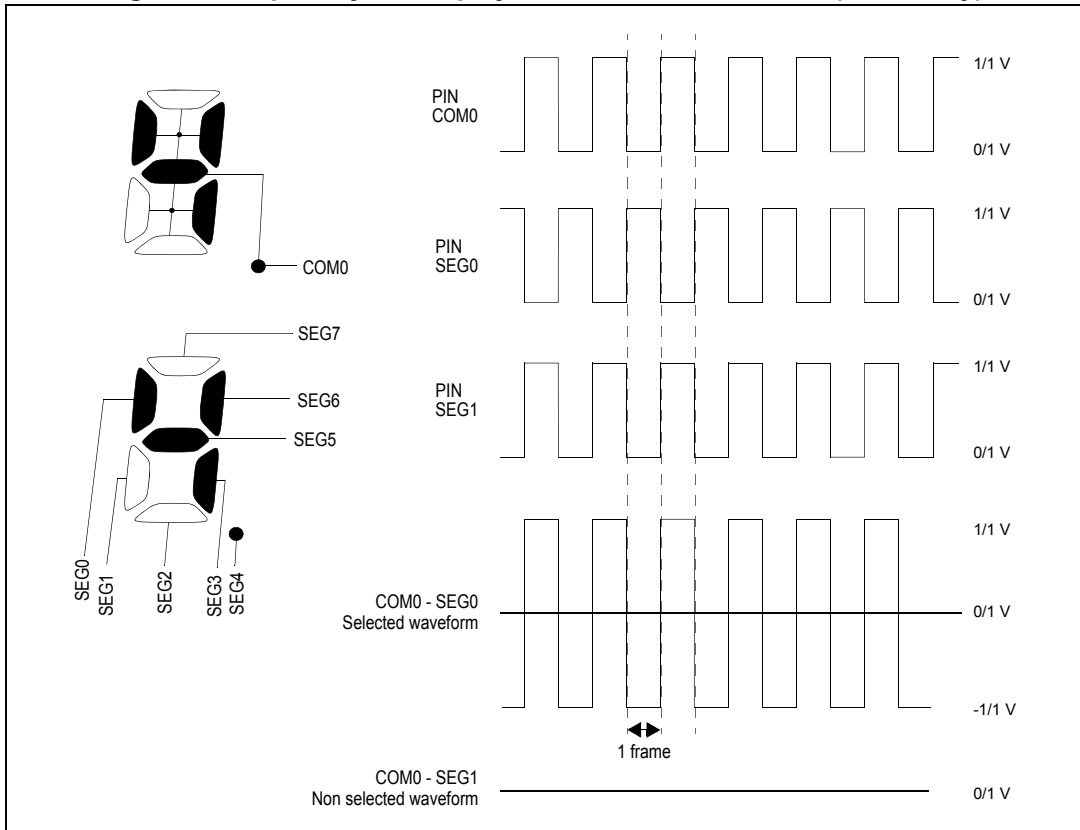 COM0
SEG7
SEG6
SEG5
SEG0
SEG1
SEG2
SEG3
SEG4
PIN
COM0
1/1 V
0/1 V
PIN
SEG0
1/1 V
0/1 V
PIN
SEG1
1/1 V
0/1 V
COM0 - SEG0
Selected waveform
1/1 V
0/1 V
-1/1 V
1 frame
COM0 - SEG1
Non selected waveform
0/1 V